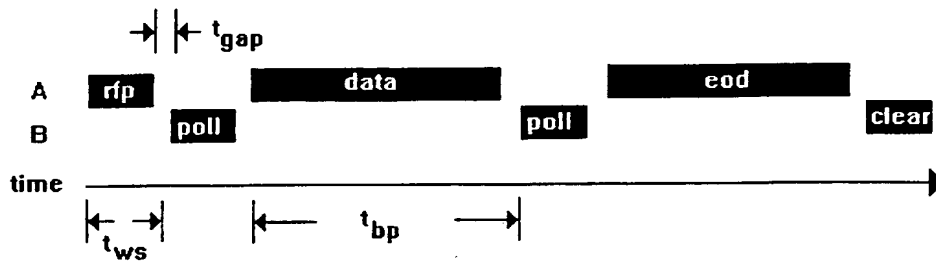 t_gap
A rfp data eod
B poll poll clear
time
t_ws t_bp